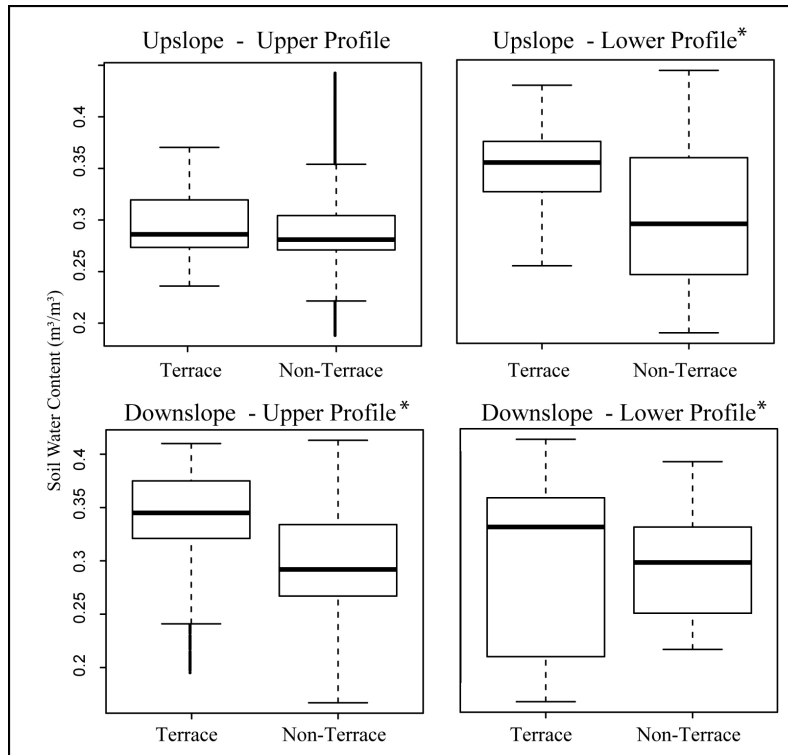 Upslope - Upper Profile
Upslope - Lower Profile*
0.4
0.35
0.3
0.25
0.2
Terrace
Non-Terrace
Terrace
Non-Terrace
Soil Water Content (m³/m³)
Downslope - Upper Profile*
Downslope - Lower Profile*
0.4
0.35
0.3
0.25
0.2
Terrace
Non-Terrace
Terrace
Non-Terrace